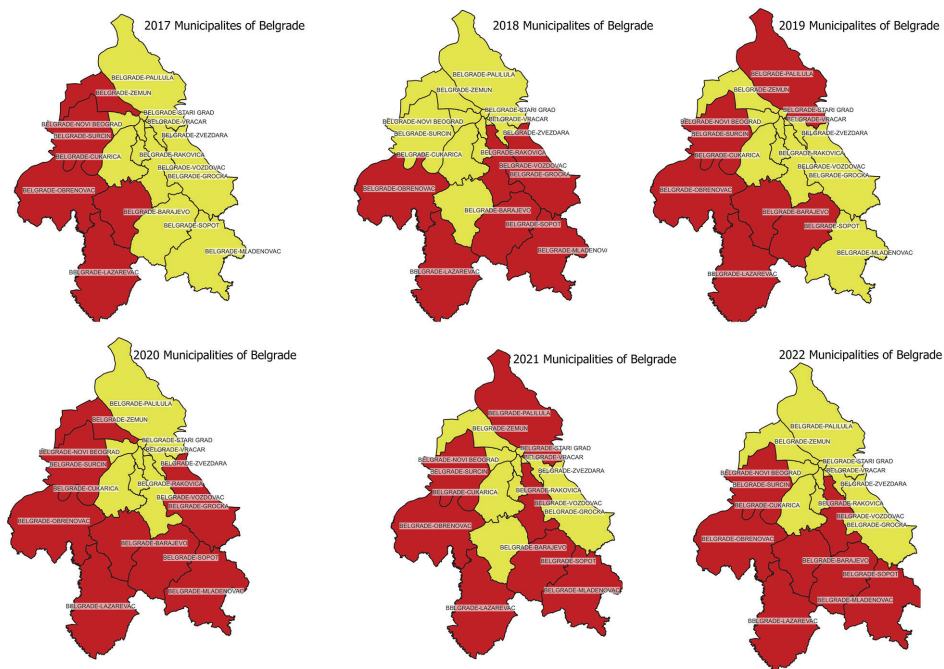 2017 Municipalites of Belgrade
BELGRADE-PALILULA
BELGRADE-ZEMUN
BELGRADE-STARI GRAD
BELGRADE-VRACAR
BELGRADE-NOVI BEOGRAD
BELGRADE-ZVEZDARA
BELGRADE-SURCIN
BELGRADE-CUKARICA
BELGRADE-RAKOVICA
BELGRADE-VOZDOVAC
BELGRADE-GROCKA
BELGRADE-OBRENOVAC
BELGRADE-BARAJEVO
BELGRADE-SOPOT
BELGRADE-MLADENOVAC
BELGRADE-LAZAREVAC
2018 Municipalities of Belgrade
BELGRADE-PALILULA
BELGRADE-ZEMUN
BELGRADE-STARI GRAD
BELGRADE-VRACAR
BELGRADE-NOVI BEOGRAD
BELGRADE-ZVEZDARA
BELGRADE-SURCIN
BELGRADE-RAKOVICA
BELGRADE-CUKARICA
BELGRADE-VOZDOVAC
BELGRADE-GROCKA
BELGRADE-OBRENOVAC
BELGRADE-BARAJEVO
BELGRADE-SOPOT
BELGRADE-MLADENOVA
BELGRADE-LAZAREVAC
2019 Municipalities of Belgrade
BELGRADE-PALILULA
BELGRADE-ZEMUN
BELGRADE-STARI GRAD
BELGRADE-VRACAR
BELGRADE-NOVI BEOGRAD
BELGRADE-ZVEZDARA
BELGRADE-SURCIN
BELGRADE-RAKOVICA
BELGRADE-CUKARICA
BELGRADE-VOZDOVAC
BELGRADE-GROCKA
BELGRADE-OBRENOVAC
BELGRADE-BARAJEVO
BELGRADE-SOPOT
BELGRADE-MLADENOVAC
BELGRADE-LAZAREVAC
2020 Municipalities of Belgrade
BELGRADE-PALILULA
BELGRADE-ZEMUN
BELGRADE-STARI GRAD
BELGRADE-VRACAR
BELGRADE-NOVI BEOGRAD
BELGRADE-SURCIN
BELGRADE-ZVEZDARA
BELGRADE-RAKOVICA
BELGRADE-CUKARICA
BELGRADE-VOZDOVAC
BELGRADE-GROCKA
BELGRADE-OBRENOVAC
BELGRADE-BARAJEVO
BELGRADE-SOPOT
BELGRADE-MLADENOVAC
BELGRADE-LAZAREVAC
2021 Municipalities of Belgrade
BELGRADE-PALILULA
BELGRADE-ZEMUN
BELGRADE-STARI GRAD
BELGRADE-VRACAR
BELGRADE-NOVI BEOGRAD
BELGRADE-SURCIN
BELGRADE-ZVEZDARA
BELGRADE-RAKOVICA
BELGRADE-CUKARICA
BELGRADE-VOZDOVAC
BELGRADE-GROCKA
BELGRADE-OBRENOVAC
BELGRADE-BARAJEVO
BELGRADE-SOPOT
BELGRADE-MLADENOVAC
BELGRADE-LAZAREVAC
2022 Municipalities of Belgrade
BELGRADE-PALILULA
BELGRADE-ZEMUN
BELGRADE-STARI GRAD
BELGRADE-VRACAR
BELGRADE-NOVI BEOGRAD
BELGRADE-SURCIN
BELGRADE-ZVEZDARA
BELGRADE-RAKOVICA
BELGRADE-CUKARICA
BELGRADE-VOZDOVAC
BELGRADE-GROCKA
BELGRADE-OBRENOVAC
BELGRADE-BARAJEVO
BELGRADE-SOPOT
BELGRADE-MLADENOVAC
BELGRADE-LAZAREVAC